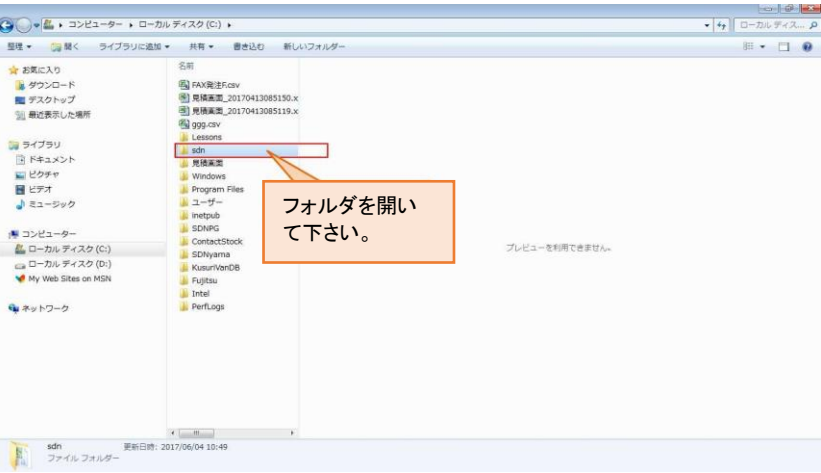 コンピューター ▸ ローカル ディスク (C:) ▸
ローカル ディス...
整理 開く ライブラリに追加 共有 書き込む 新しいフォルダー
お気に入り
ダウンロード
デスクトップ
最近表示した場所
ライブラリ
ドキュメント
ピクチャ
ビデオ
ミュージック
コンピューター
ローカル ディスク (C:)
ローカル ディスク (D:)
My Web Sites on MSN
ネットワーク
名前
FAX発注F.csv
見積画面_20170413085150.x
見積画面_20170413085119.x
ggg.csv
Lessons
sdn
見積画面
Windows
Program Files
ユーザー
inetpub
SDNPG
ContactStock
SDNyama
KusuriVanDB
Fujitsu
Intel
PerfLogs
フォルダを開い
て下さい。
プレビューを利用できません。
sdn 更新日時: 2017/06/04 10:49
ファイル フォルダー